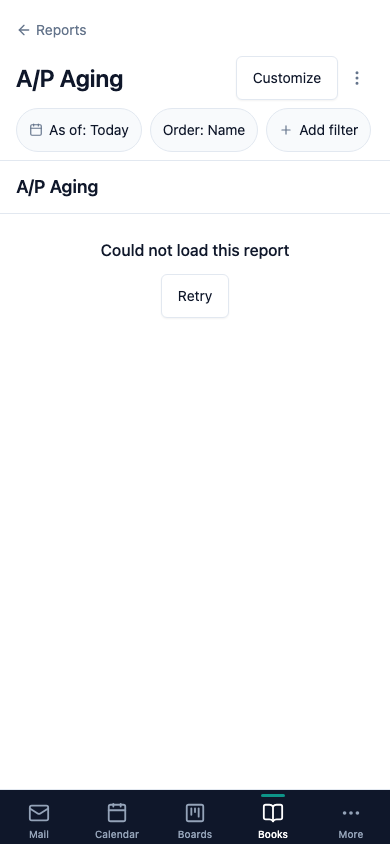 Reports
A/P Aging
Customize
As of: Today
Order: Name
Add filter
A/P Aging
Could not load this report
Retry
Mail
Calendar
Boards
Books
More